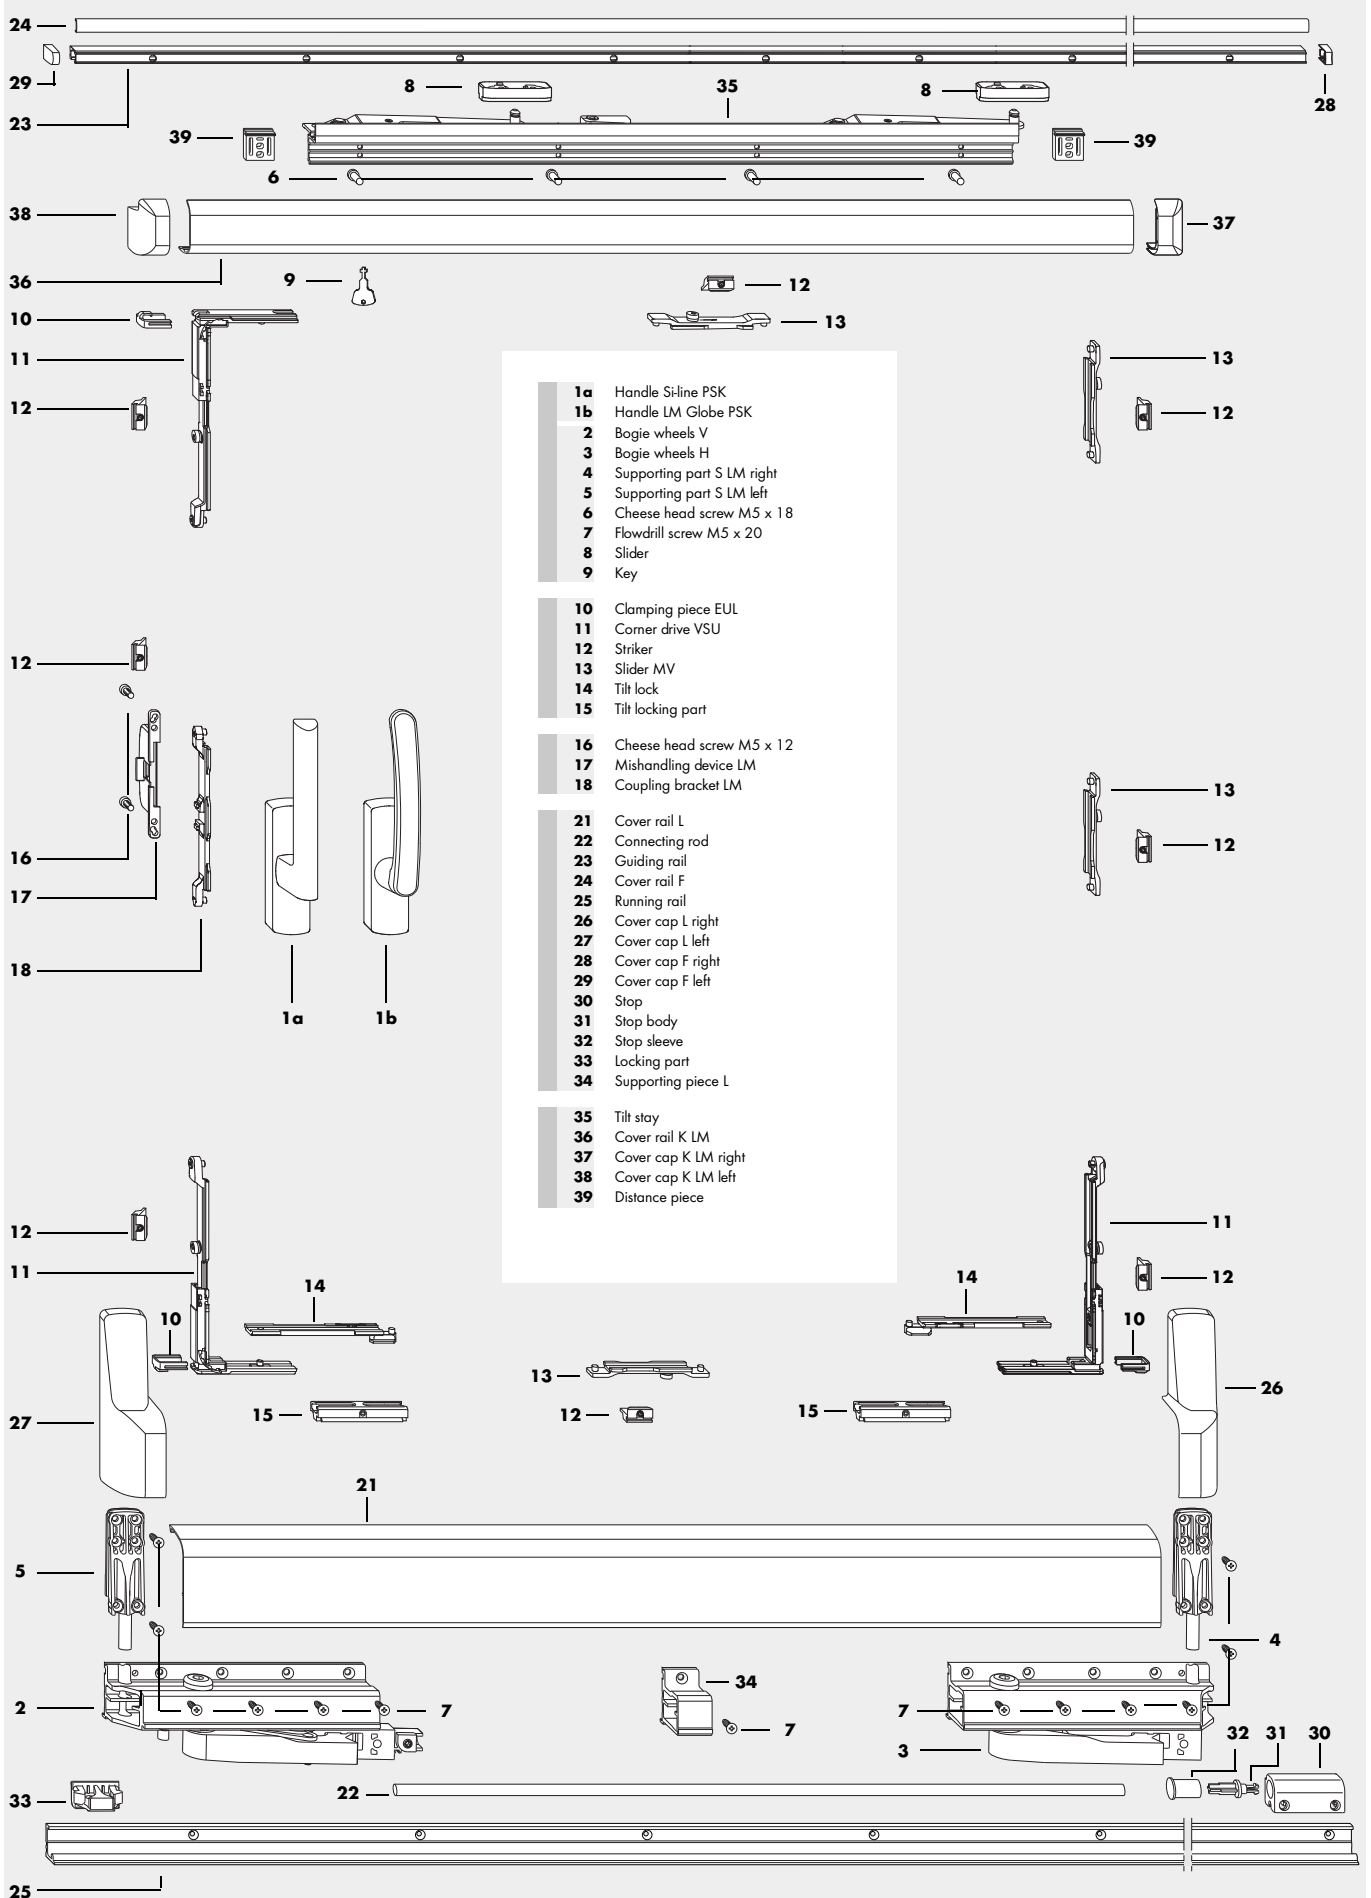 24
29
23
8
35
8
28
39
39
6
38
37
36
9
12
10
13
11
13
12
12
1a Handle Si-line PSK
1b Handle LM Globe PSK
2 Bogie wheels V
3 Bogie wheels H
4 Supporting part S LM right
5 Supporting part S LM left
6 Cheese head screw M5 x 18
7 Flowdrill screw M5 x 20
8 Slider
9 Key
10 Clamping piece EUL
11 Corner drive VSU
12 Striker
13 Slider MV
14 Tilt lock
15 Tilt locking part
16 Cheese head screw M5 x 12
17 Mishandling device LM
18 Coupling bracket LM
21 Cover rail L
22 Connecting rod
23 Guiding rail
24 Cover rail F
25 Running rail
26 Cover cap L right
27 Cover cap L left
28 Cover cap F right
29 Cover cap F left
30 Stop
31 Stop body
32 Stop sleeve
33 Locking part
34 Supporting piece L
35 Tilt stay
36 Cover rail K LM
37 Cover cap K LM right
38 Cover cap K LM left
39 Distance piece
12
13
12
16
17
18
1a
1b
12
11
11
12
14
14
10
10
13
26
27
15
12
15
21
5
4
2
7
34
7
7
3
32
31
30
33
22
25